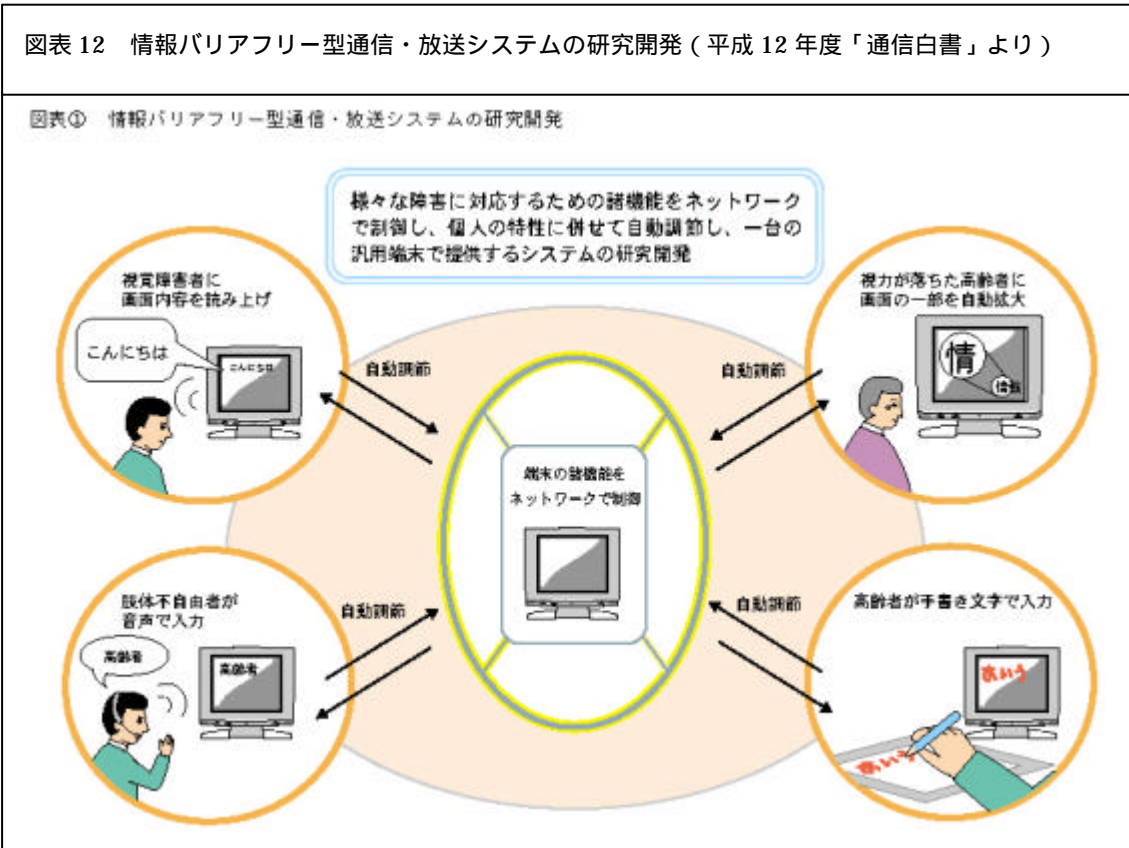 図表 12　情報バリアフリー型通信・放送システムの研究開発(平成 12 年度「通信白書」より)
図表①　情報バリアフリー型通信・放送システムの研究開発
様々な障害に対応するための諸機能をネットワーク
で制御し、個人の特性に併せて自動調節し、一台の
汎用端末で提供するシステムの研究開発
視覚障害者に
画面内容を読み上げ
こんにちは
こんにちは
視力が落ちた高齢者に
画面の一部を自動拡大
情
情報
自動調節
自動調節
端末の諸機能を
ネットワークで制御
肢体不自由者が
音声で入力
高齢者
高齢者
自動調節
自動調節
高齢者が手書き文字で入力
あいう
あいう